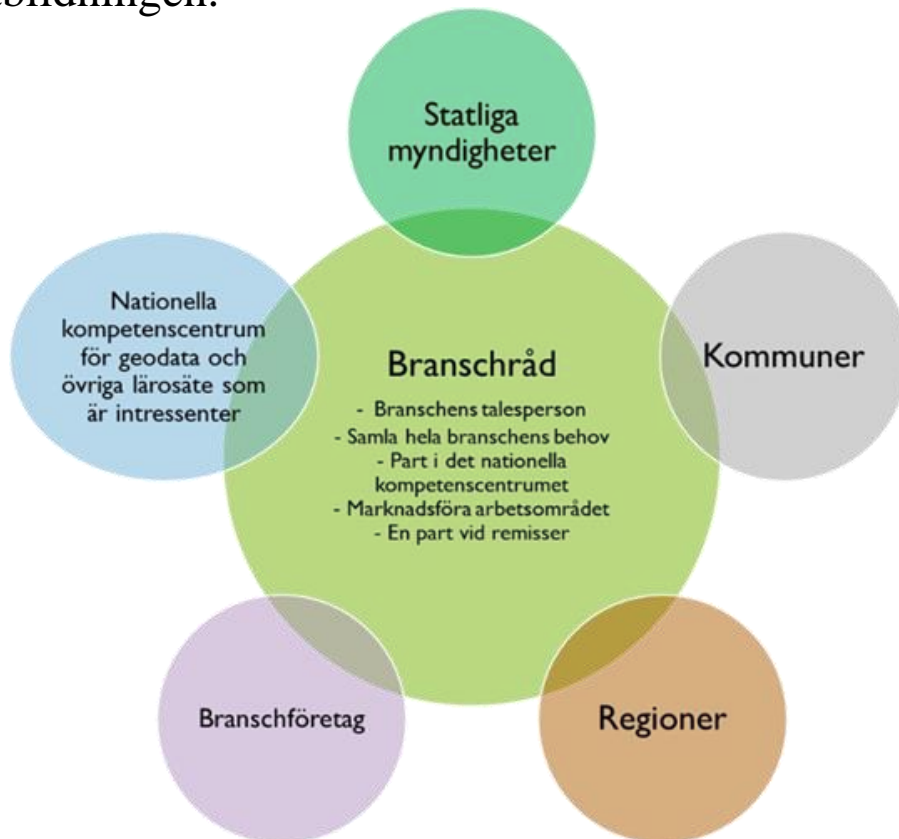 Statliga
myndigheter
Nationella
kompetenscentrum
för geodata och
övriga lärosäte som
är intressenter
Branschråd
- Branschens talesperson
- Samla hela branschens behov
- Part i det nationella
kompetenscentrumet
- Marknadsföra arbetsområdet
- En part vid remisser
Kommuner
Branschföretag
Regioner